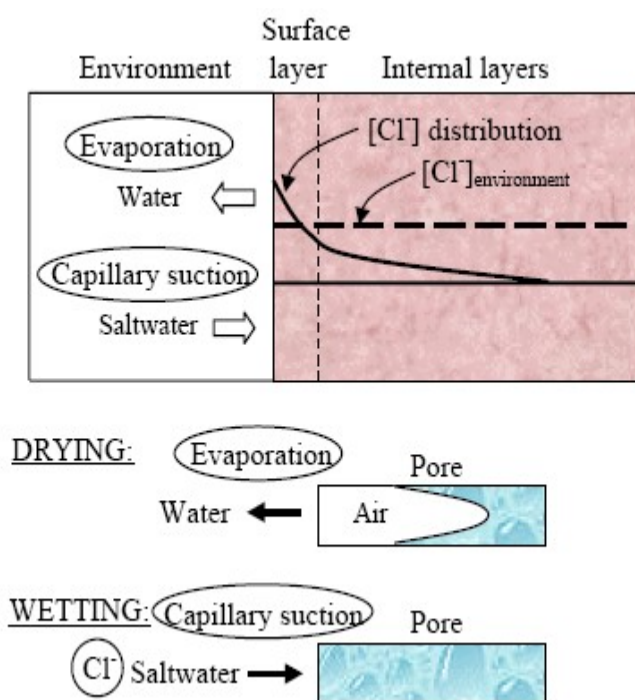 Surface
Environment layer Internal layers
Evaporation
[Cl⁻] distribution
Water
[Cl⁻]environment
Capillary suction
Saltwater
DRYING:
Evaporation
Pore
Water
Air
WETTING:
Capillary suction
Pore
Cl⁻ Saltwater